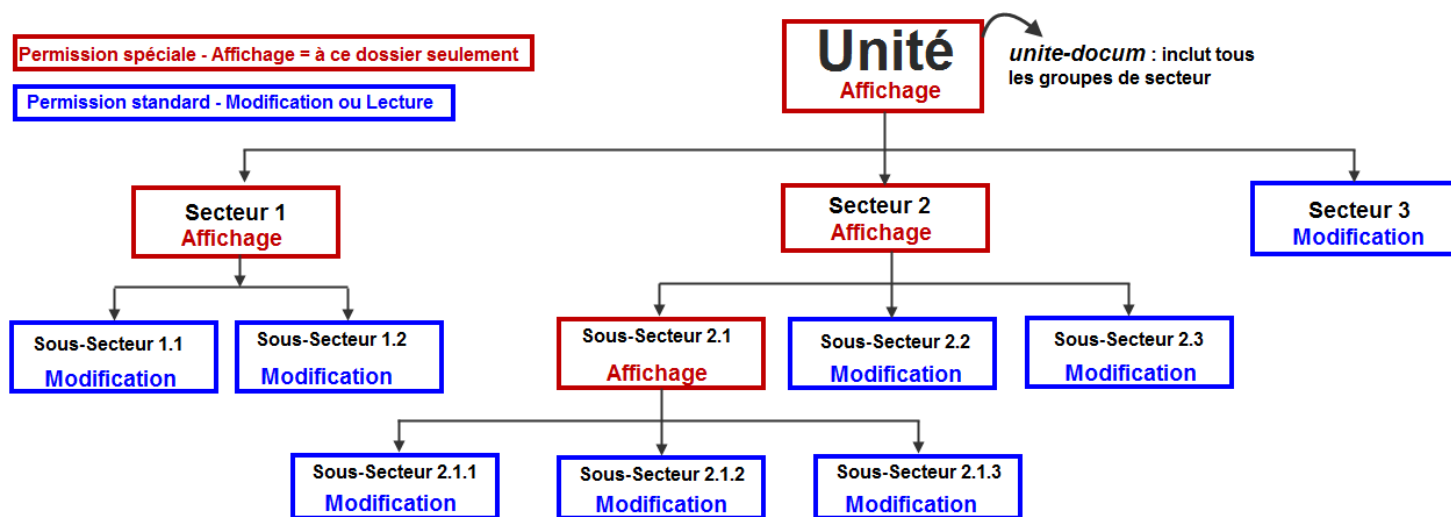 Unité
Affichage
unite-docum : inclut tous
les groupes de secteur
Permission spéciale - Affichage = à ce dossier seulement
Permission standard - Modification ou Lecture
Secteur 1
Affichage
Secteur 2
Affichage
Secteur 3
Modification
Sous-Secteur 1.1
Modification
Sous-Secteur 1.2
Modification
Sous-Secteur 2.1
Affichage
Sous-Secteur 2.2
Modification
Sous-Secteur 2.3
Modification
Sous-Secteur 2.1.1
Modification
Sous-Secteur 2.1.2
Modification
Sous-Secteur 2.1.3
Modification